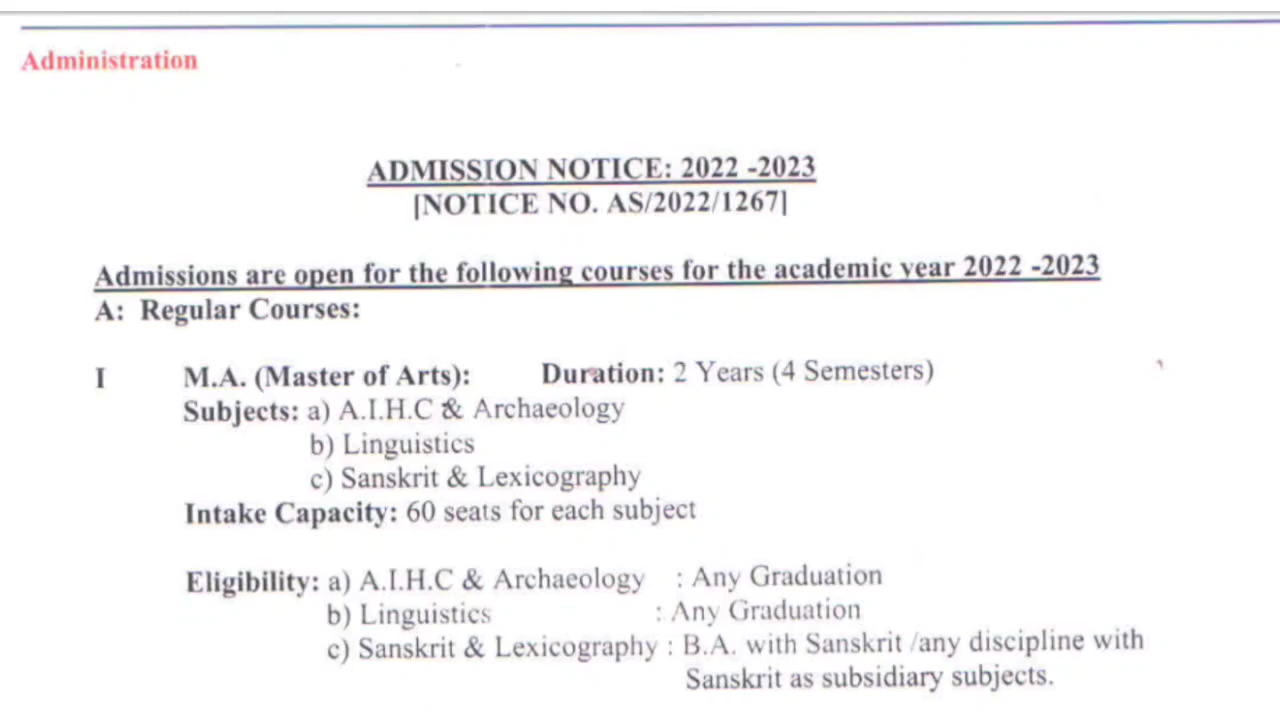 Administration
ADMISSION NOTICE: 2022 -2023
[NOTICE NO. AS/2022/1267]
Admissions are open for the following courses for the academic year 2022 -2023
A: Regular Courses:
I M.A. (Master of Arts): Duration: 2 Years (4 Semesters)
Subjects: a) A.I.H.C & Archaeology
b) Linguistics
c) Sanskrit & Lexicography
Intake Capacity: 60 seats for each subject
Eligibility: a) A.I.H.C & Archaeology : Any Graduation
b) Linguistics : Any Graduation
c) Sanskrit & Lexicography : B.A. with Sanskrit /any discipline with
Sanskrit as subsidiary subjects.